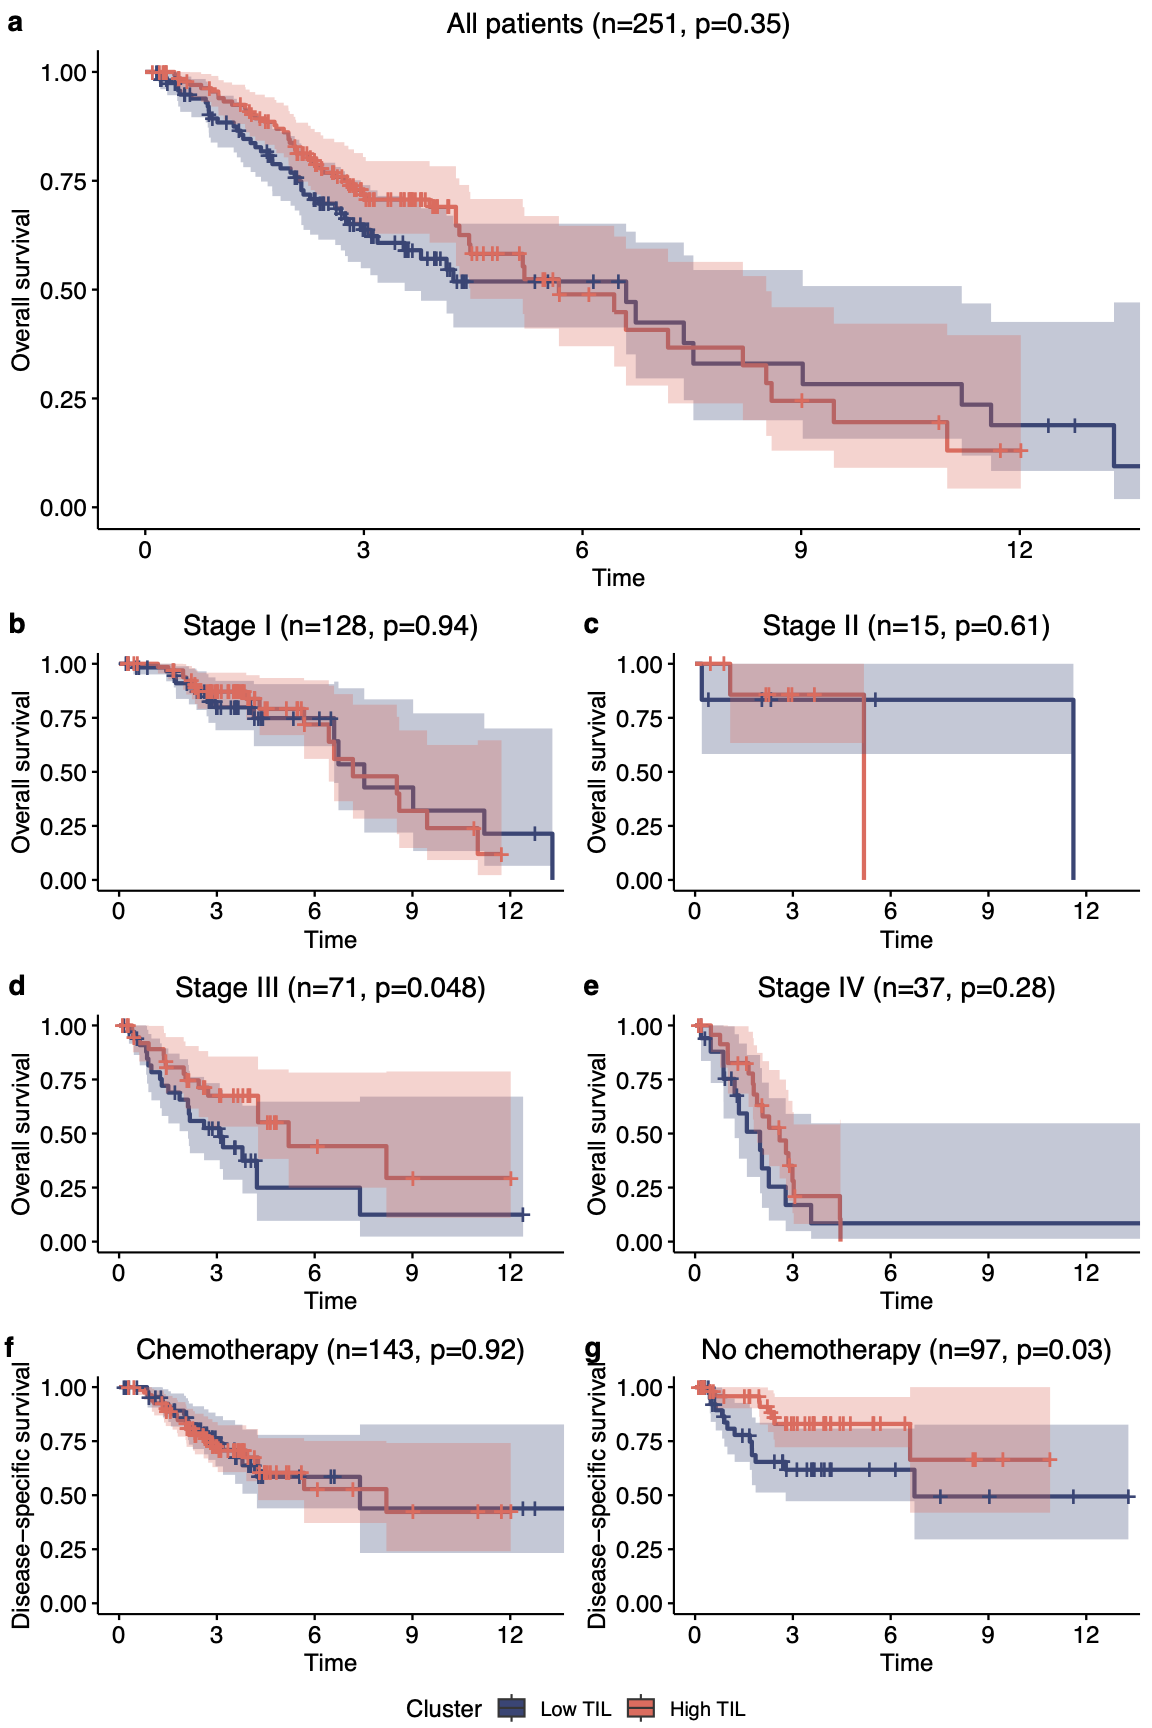 a
All patients (n=251, p=0.35)
Overall survival
1.00
0.75
0.50
0.25
0.00
0 3 6 9 12
Time
b
Stage I (n=128, p=0.94)
Overall survival
1.00
0.75
0.50
0.25
0.00
0 3 6 9 12
Time
c
Stage II (n=15, p=0.61)
Overall survival
1.00
0.75
0.50
0.25
0.00
0 3 6 9 12
Time
d
Stage III (n=71, p=0.048)
Overall survival
1.00
0.75
0.50
0.25
0.00
0 3 6 9 12
Time
e
Stage IV (n=37, p=0.28)
Overall survival
1.00
0.75
0.50
0.25
0.00
0 3 6 9 12
Time
f
Chemotherapy (n=143, p=0.92)
Disease−specific survival
1.00
0.75
0.50
0.25
0.00
0 3 6 9 12
Time
g
No chemotherapy (n=97, p=0.03)
Disease−specific survival
1.00
0.75
0.50
0.25
0.00
0 3 6 9 12
Time
Cluster Low TIL High TIL